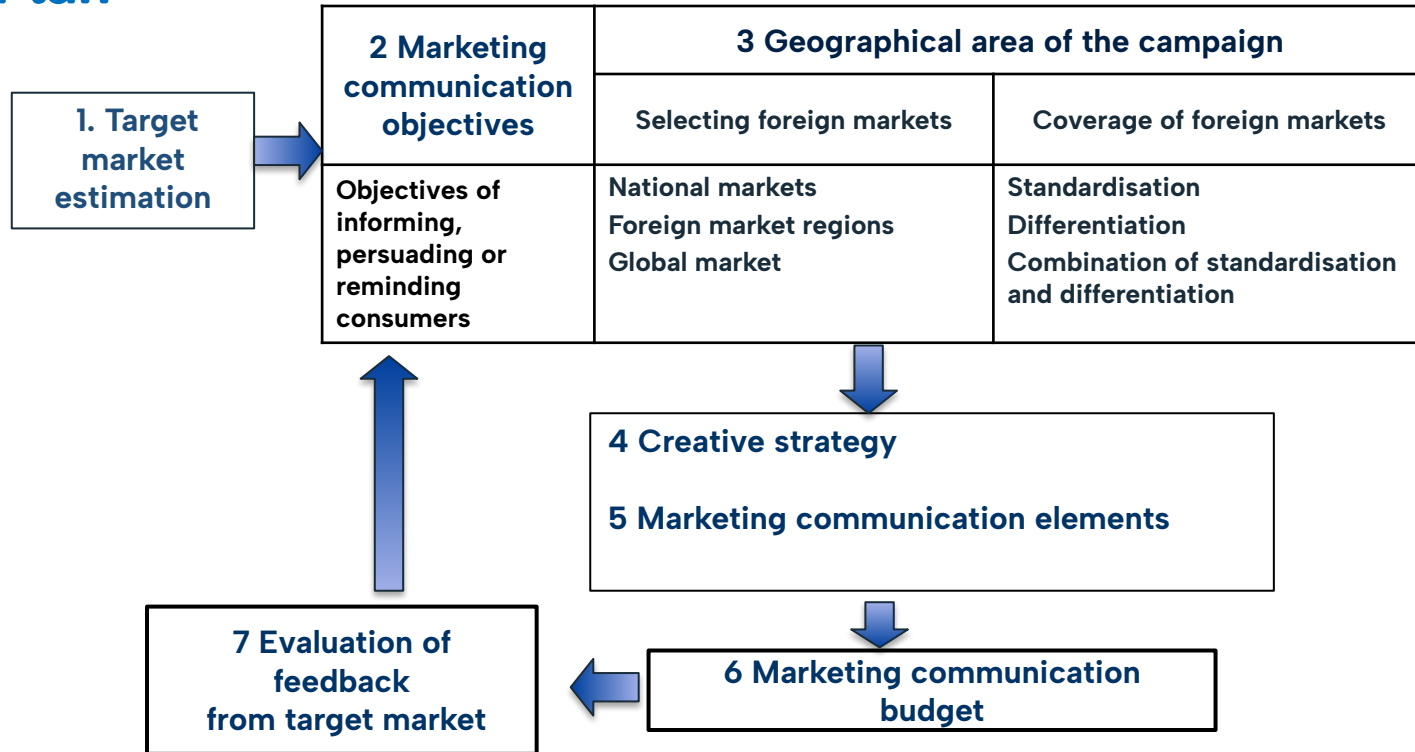 1. Target
market
estimation
2 Marketing
communication
objectives
3 Geographical area of the campaign
Selecting foreign markets
Coverage of foreign markets
Objectives of
informing,
persuading or
reminding
consumers
National markets
Foreign market regions
Global market
Standardisation
Differentiation
Combination of standardisation
and differentiation
4 Creative strategy
5 Marketing communication elements
6 Marketing communication
budget
7 Evaluation of
feedback
from target market